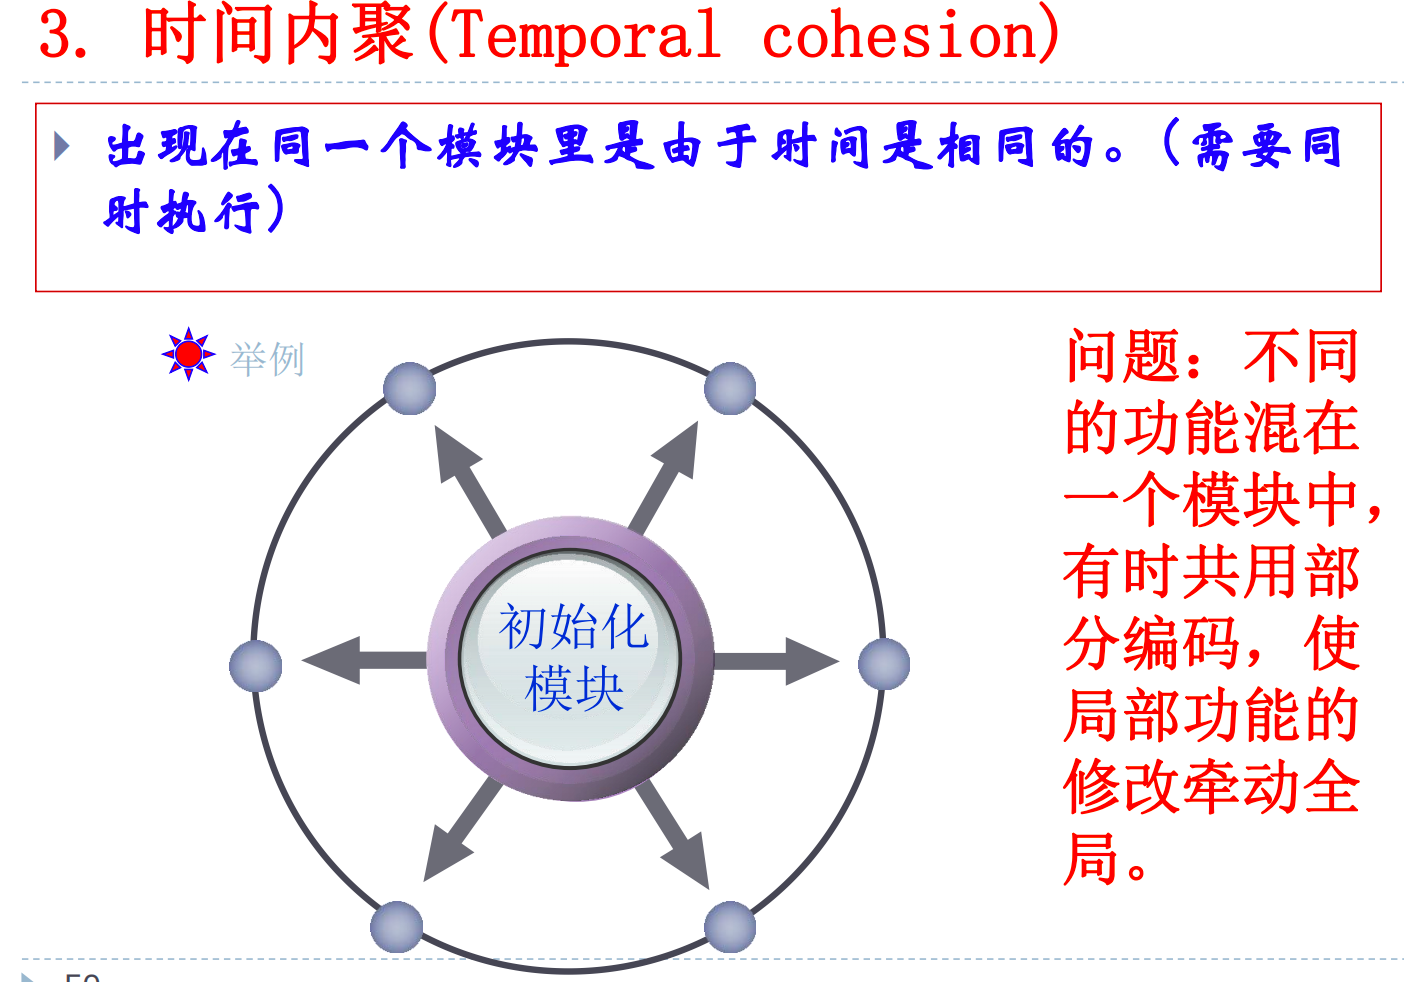 3. 时间内聚(Temporal cohesion)
出现在同一个模块里是由于时间是相同的。(需要同
时执行)
举例
初始化
模块
问题：不同
的功能混在
一个模块中，
有时共用部
分编码，使
局部功能的
修改牵动全
局。